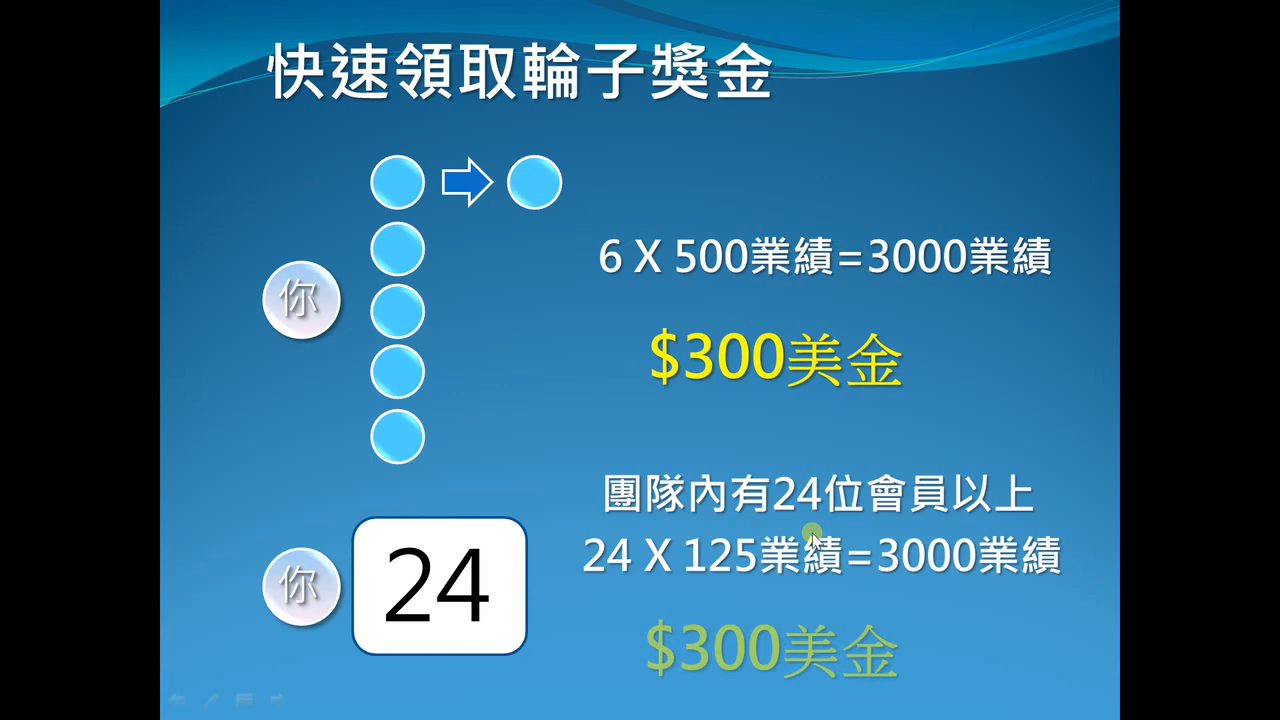 快速領取輪子獎金
你
6 X 500業績=3000業績
$300美金
團隊內有24位會員以上
你
24
24 X 125業績=3000業績
$300美金